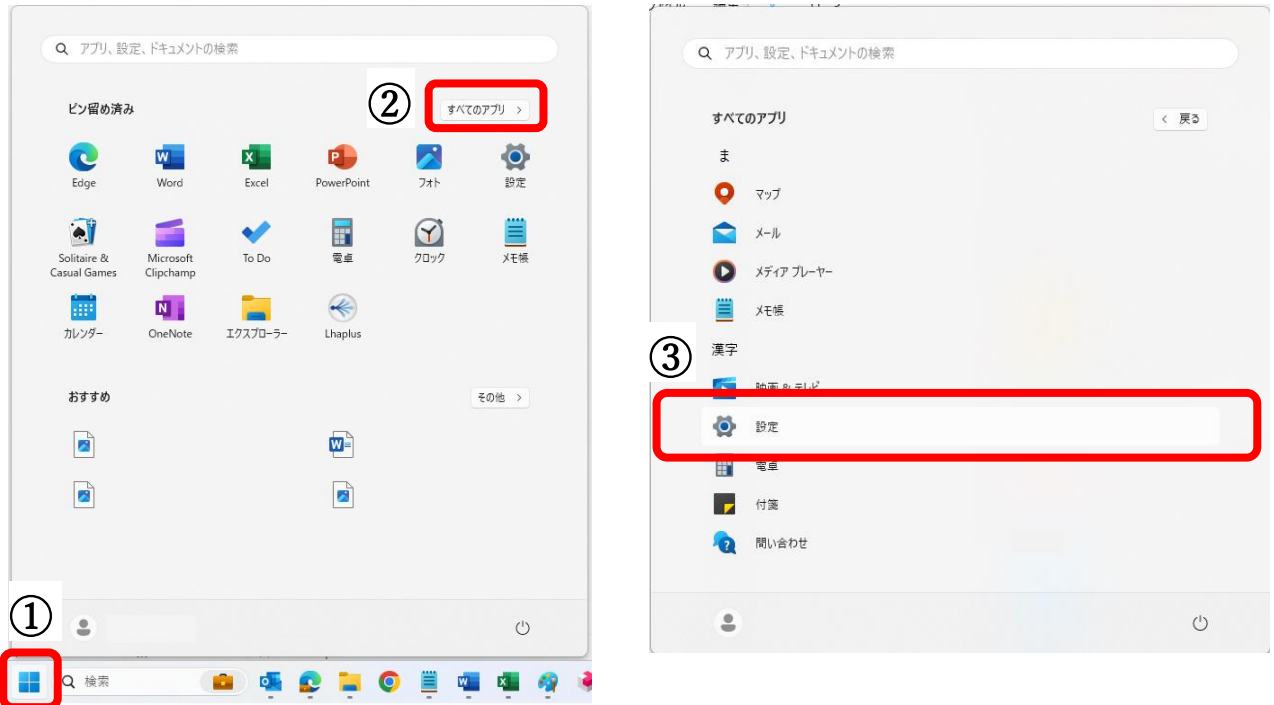 アプリ、設定、ドキュメントの検索
ピン留め済み
②
すべてのアプリ >
Edge
Word
Excel
PowerPoint
フォト
設定
Solitaire &
Casual Games
Microsoft
Clipchamp
To Do
電卓
クロック
メモ帳
カレンダー
OneNote
エクスプローラー
Lhaplus
おすすめ
その他 >
①
検索
アプリ、設定、ドキュメントの検索
すべてのアプリ
< 戻る
ま
マップ
メール
メディア プレーヤー
メモ帳
③
漢字
映画 & テレビ
設定
電卓
付箋
問い合わせ